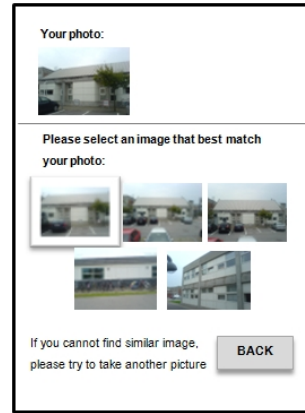 Your photo:
Please select an image that best match
your photo:
If you cannot find similar image,
please try to take another picture
BACK